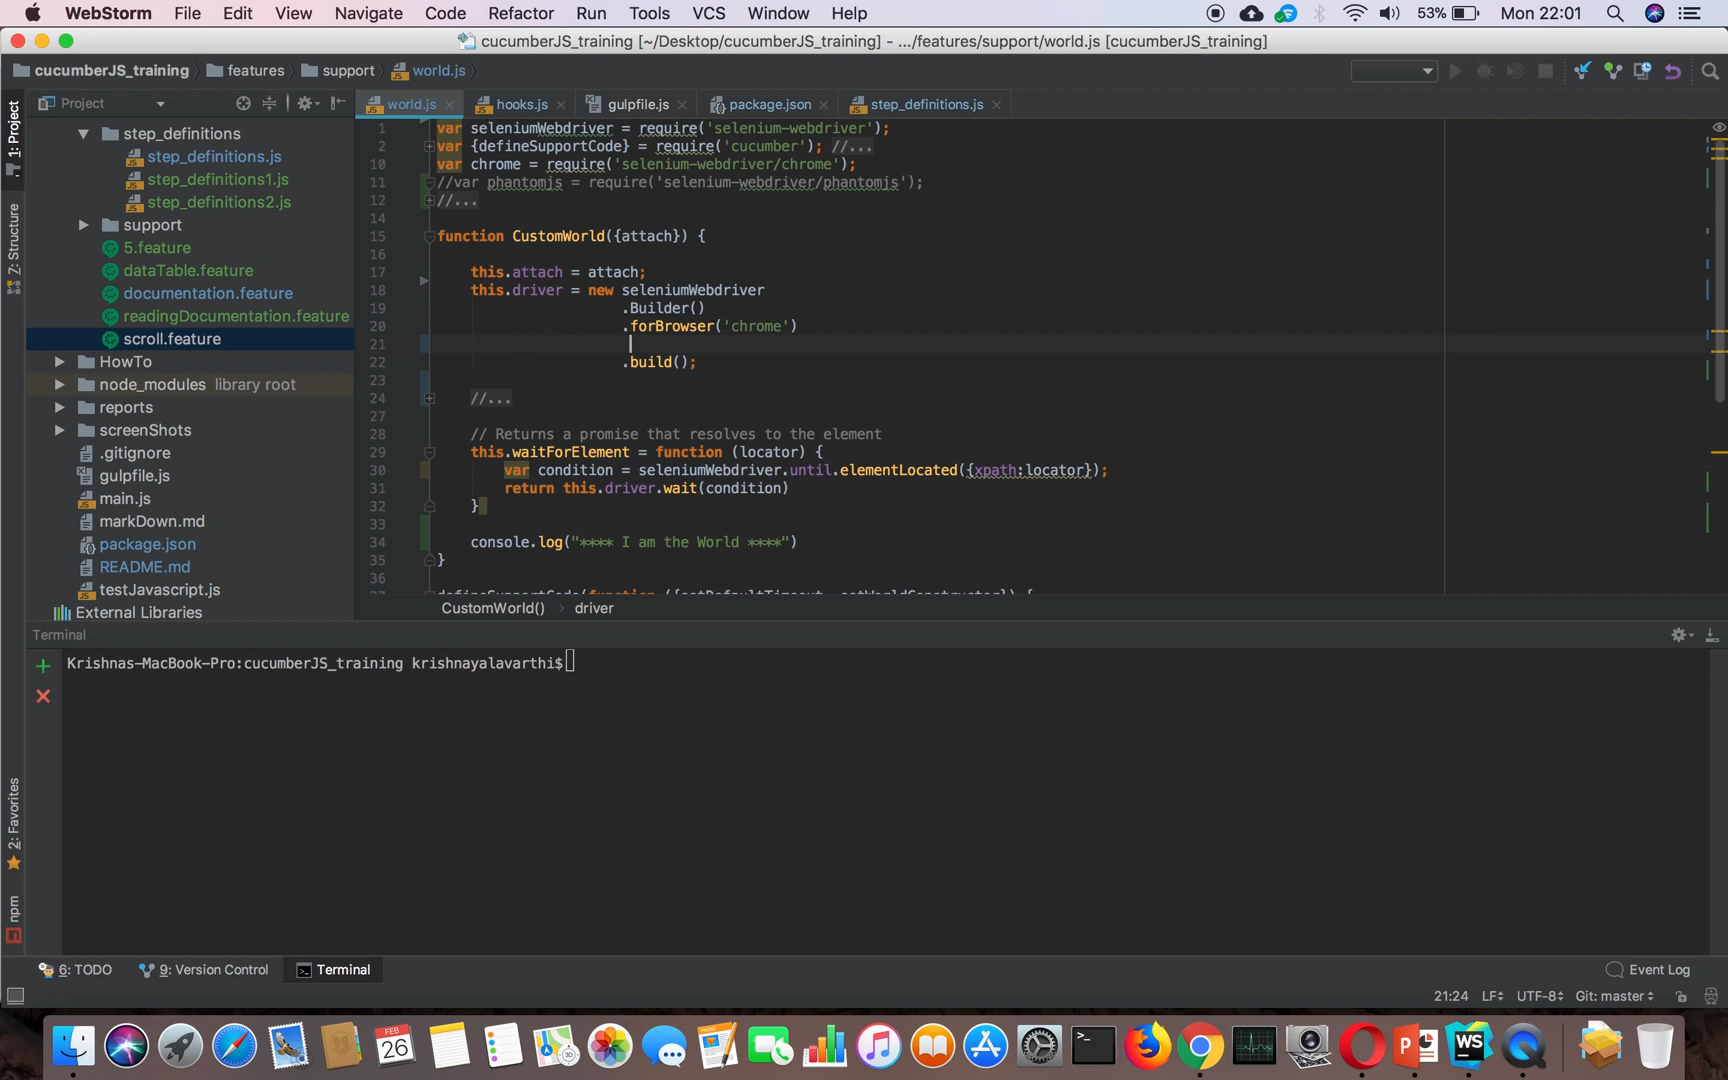 WebStorm File Edit View Navigate Code Refactor Run Tools VCS Window Help 53% Mon 22:01
cucumberJS_training [~/Desktop/cucumberJS_training] - .../features/support/world.js [cucumberJS_training]
cucumberJS_training features support world.js
Project
world.js hooks.js gulpfile.js package.json step_definitions.js
1: Project
7: Structure
2: Favorites
npm
step_definitions
step_definitions.js
step_definitions1.js
step_definitions2.js
support
5.feature
dataTable.feature
documentation.feature
readingDocumentation.feature
scroll.feature
HowTo
node_modules library root
reports
screenShots
.gitignore
gulpfile.js
main.js
markDown.md
package.json
README.md
testJavascript.js
External Libraries
1 var seleniumWebdriver = require('selenium-webdriver');
2 var {defineSupportCode} = require('cucumber'); //...
10 var chrome = require('selenium-webdriver/chrome');
11 //var phantomjs = require('selenium-webdriver/phantomjs');
12 //...
14
15 function CustomWorld({attach}) {
16
17 this.attach = attach;
18 this.driver = new seleniumWebdriver
19 .Builder()
20 .forBrowser('chrome')
21
22 .build();
23
24 //...
27
28 // Returns a promise that resolves to the element
29 this.waitForElement = function (locator) {
30 var condition = seleniumWebdriver.until.elementLocated({xpath:locator});
31 return this.driver.wait(condition)
32 }
33
34 console.log("**** I am the World ****")
35 }
36
CustomWorld() › driver
Terminal
Krishnas-MacBook-Pro:cucumberJS_training krishnayalavarthi$
6: TODO 9: Version Control Terminal Event Log
21:24 LF UTF-8 Git: master
FEB
26
WS